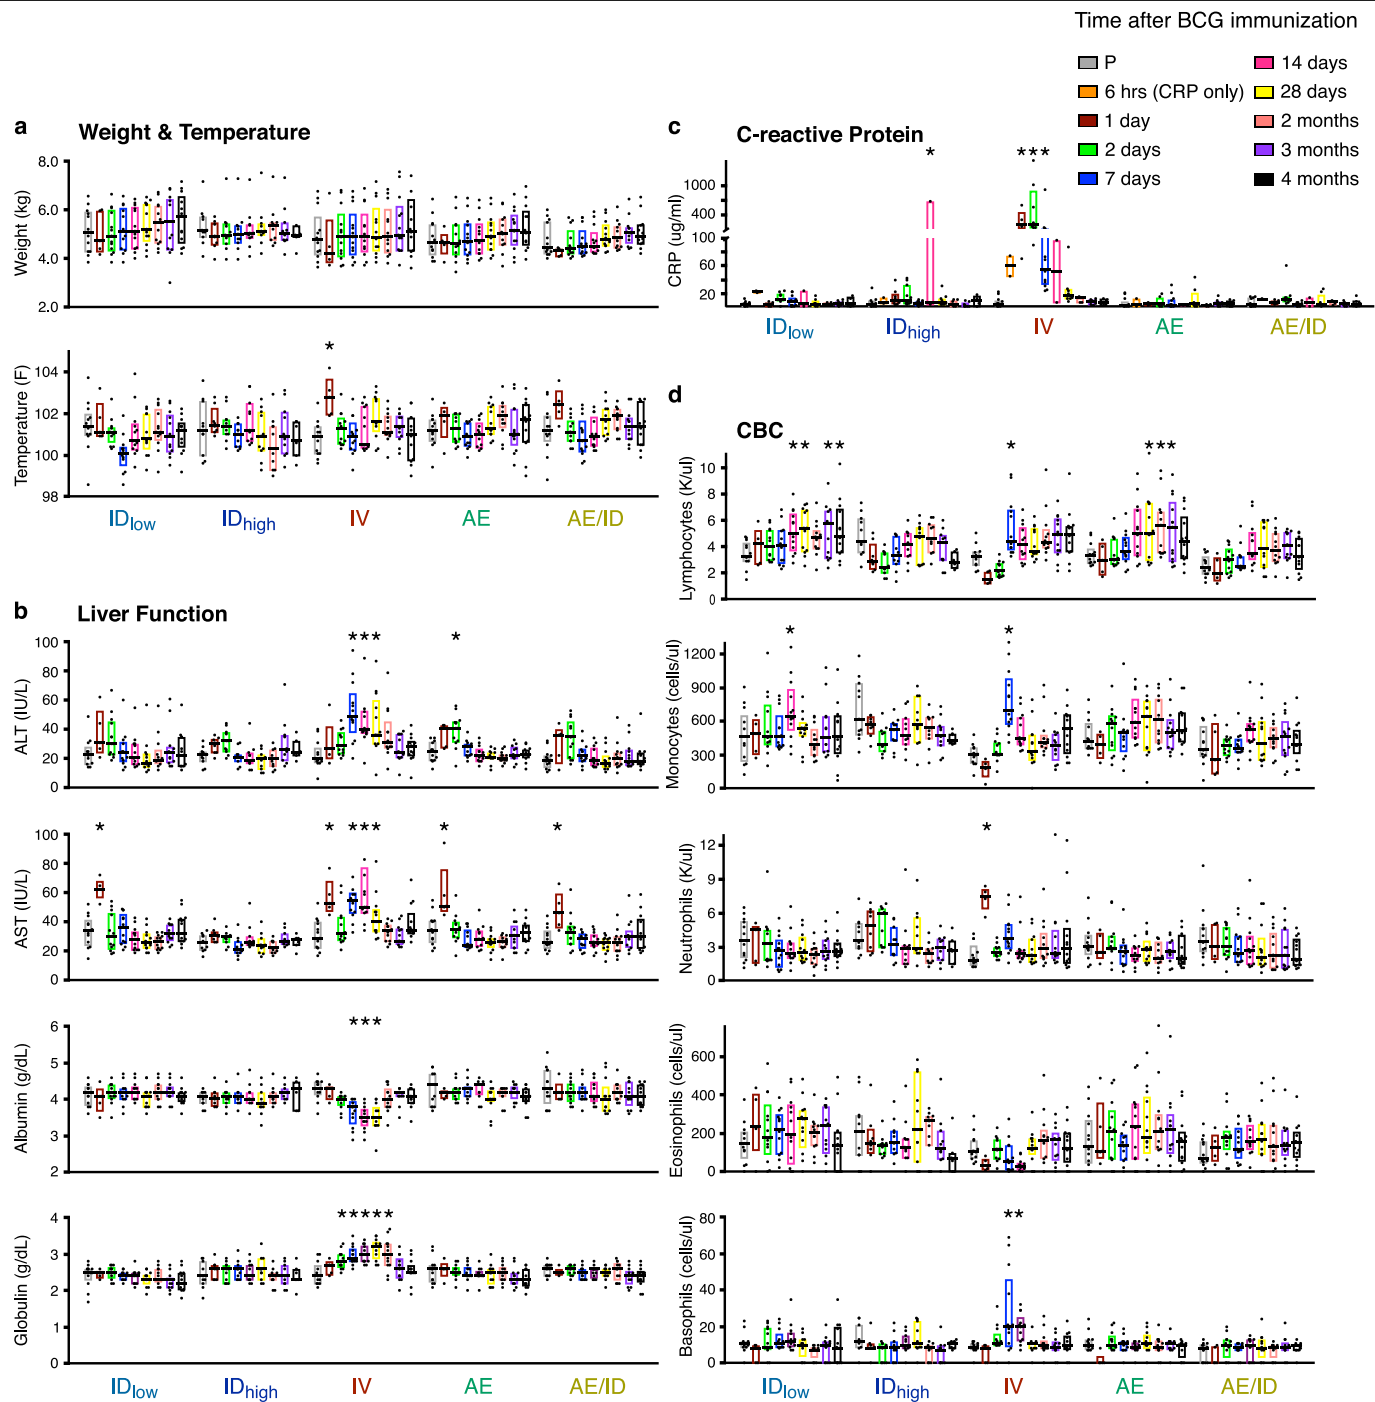 Time after BCG immunization
P
6 hrs (CRP only)
1 day
2 days
7 days
14 days
28 days
2 months
3 months
4 months
a Weight & Temperature
Weight (kg)
8.0
6.0
4.0
2.0
Temperature (F)
*
104
102
100
98
IDlow IDhigh IV AE AE/ID
b Liver Function
ALT (IU/L)
*** *
100
80
60
40
20
0
AST (IU/L)
* * *** * *
100
80
60
40
20
0
Albumin (g/dL)
***
6
5
4
3
2
Globulin (g/dL)
*****
4
3
2
1
0
IDlow IDhigh IV AE AE/ID
c C-reactive Protein
* ***
CRP (ug/ml)
1000
400
100
60
20
IDlow IDhigh IV AE AE/ID
d
CBC
** ** * ***
Lymphocytes (K/ul)
10
8
6
4
2
0
Monocytes (cells/ul)
* *
1200
900
600
300
0
Neutrophils (K/ul)
*
12
9
6
3
0
Eosinophils (cells/ul)
600
400
200
0
Basophils (cells/ul)
**
80
60
40
20
0
IDlow IDhigh IV AE AE/ID